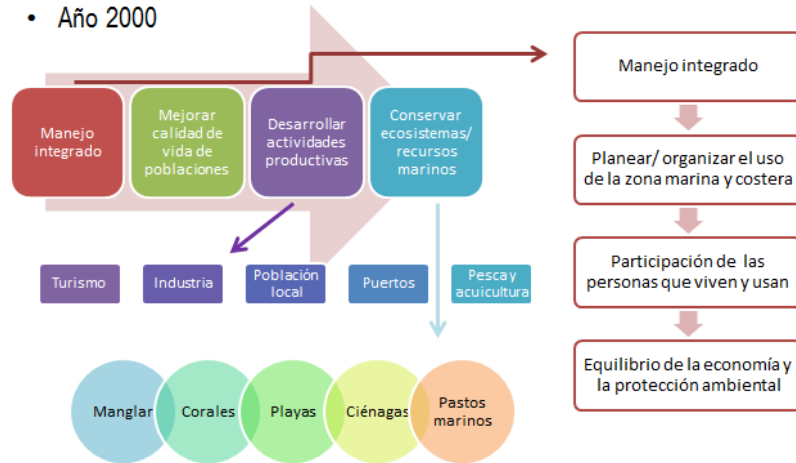 • Año 2000
Manejo
integrado
Mejorar
calidad de
vida de
poblaciones
Desarrollar
actividades
productivas
Conservar
ecosistemas/
recursos
marinos
Turismo
Industria
Población
local
Puertos
Pesca y
acuicultura
Manglar
Corales
Playas
Ciénagas
Pastos
marinos
Manejo integrado
Planear/ organizar el uso
de la zona marina y costera
Participación de las
personas que viven y usan
Equilibrio de la economía y
la protección ambiental